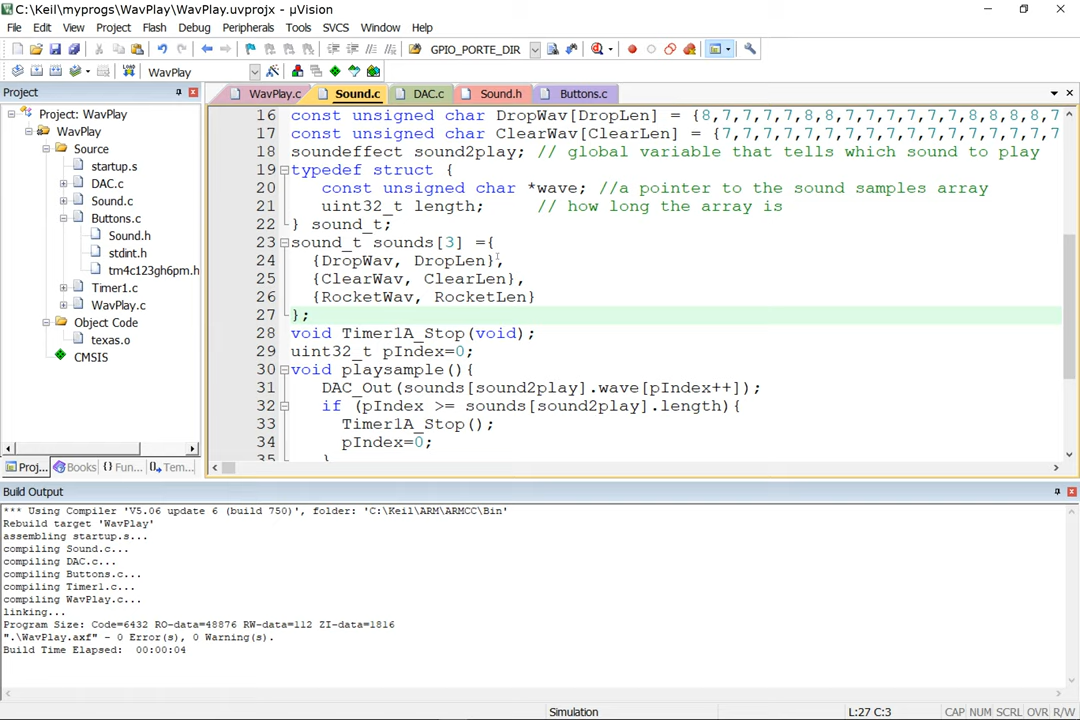 C:\Keil\myprogs\WavPlay\WavPlay.uvprojx - µVision
File Edit View Project Flash Debug Peripherals Tools SVCS Window Help
GPIO_PORTE_DIR
WavPlay
Project
Project: WavPlay
WavPlay
Source
startup.s
DAC.c
Sound.c
Buttons.c
Sound.h
stdint.h
tm4c123gh6pm.h
Timer1.c
WavPlay.c
Object Code
texas.o
CMSIS
Proj... Books Fun... Tem...
WavPlay.c Sound.c DAC.c Sound.h Buttons.c
16 const unsigned char DropWav[DropLen] = {8,7,7,7,7,8,8,7,7,7,7,7,7,8,8,8,8,7
17 const unsigned char ClearWav[ClearLen] = {7,7,7,7,7,7,7,7,7,7,7,7,7,7,7,7,7
18 soundeffect sound2play; // global variable that tells which sound to play
19 typedef struct {
20 const unsigned char *wave; //a pointer to the sound samples array
21 uint32_t length; // how long the array is
22 } sound_t;
23 sound_t sounds[3] ={
24 {DropWav, DropLen},
25 {ClearWav, ClearLen},
26 {RocketWav, RocketLen}
27 };
28 void Timer1A_Stop(void);
29 uint32_t pIndex=0;
30 void playsample(){
31 DAC_Out(sounds[sound2play].wave[pIndex++]);
32 if (pIndex >= sounds[sound2play].length){
33 Timer1A_Stop();
34 pIndex=0;
35 }
Build Output
*** Using Compiler 'V5.06 update 6 (build 750)', folder: 'C:\Keil\ARM\ARMCC\Bin'
Rebuild target 'WavPlay'
assembling startup.s...
compiling Sound.c...
compiling DAC.c...
compiling Buttons.c...
compiling Timer1.c...
compiling WavPlay.c...
linking...
Program Size: Code=6432 RO-data=48876 RW-data=112 ZI-data=1816
".\WavPlay.axf" - 0 Error(s), 0 Warning(s).
Build Time Elapsed:  00:00:04
Simulation L:27 C:3 CAP NUM SCRL OVR R/W